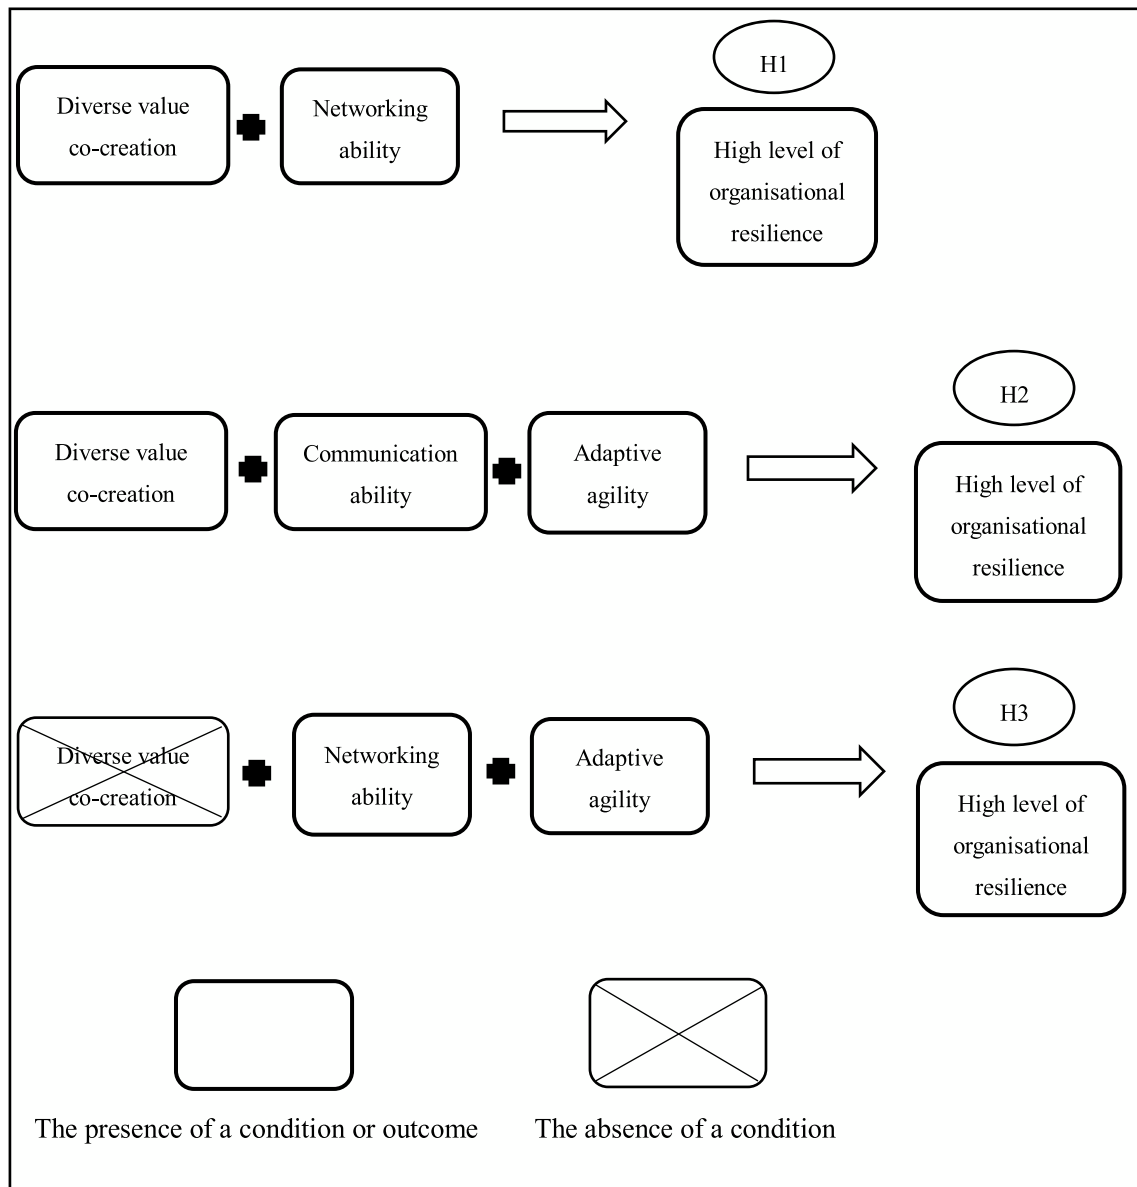 H1
Diverse value
co-creation
Networking
ability
High level of
organisational
resilience
H2
Diverse value
co-creation
Communication
ability
Adaptive
agility
High level of
organisational
resilience
H3
Diverse value
co-creation
Networking
ability
Adaptive
agility
High level of
organisational
resilience
The presence of a condition or outcome
The absence of a condition